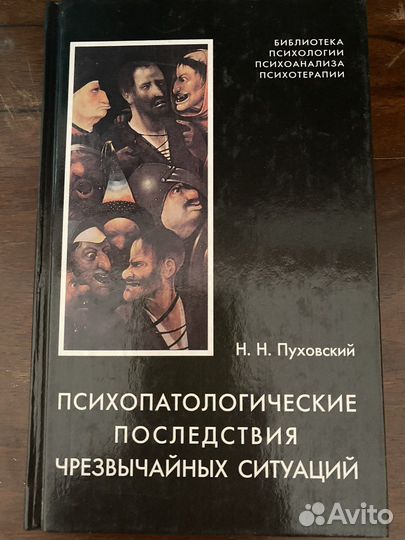 БИБЛИОТЕКА
ПСИХОЛОГИИ
ПСИХОАНАЛИЗА
ПСИХОТЕРАПИИ
Н. Н. Пуховский
ПСИХОПАТОЛОГИЧЕСКИЕ
ПОСЛЕДСТВИЯ
ЧРЕЗВЫЧАЙНЫХ СИТУАЦИЙ
Avito